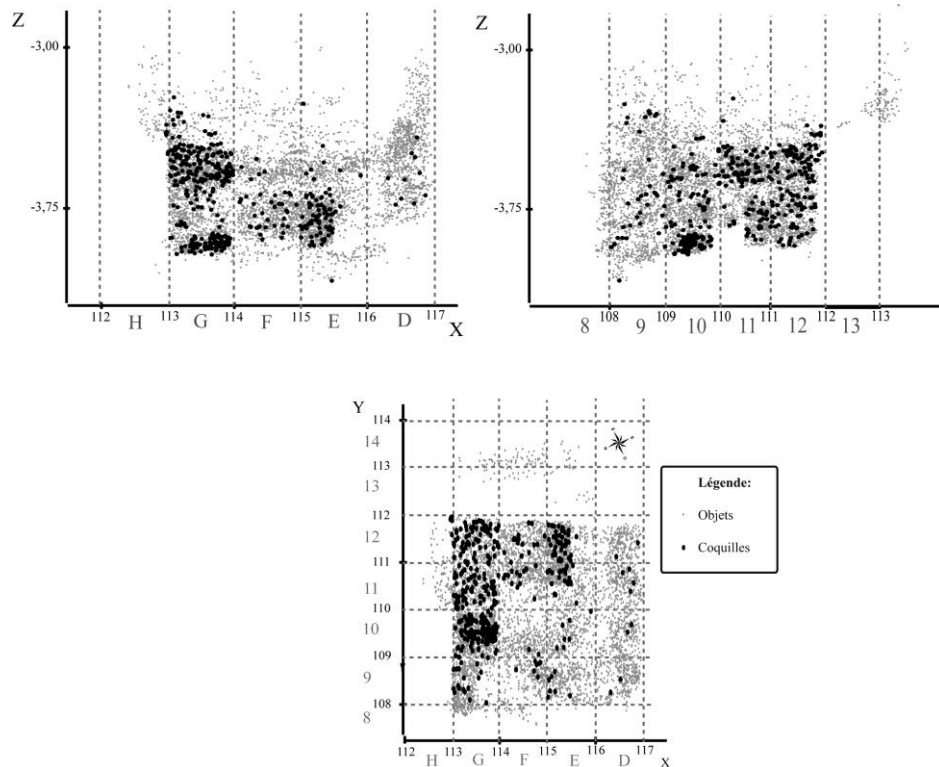 Z
-3,00
-3,75
112 113 114 115 116 117
H G F E D
X
Z
-3,00
-3,75
108 109 110 111 112 113
8 9 10 11 12 13
Y
114
14
113
13
112
12
111
11
110
10
109
9
108
8
112 113 114 115 116 117
H G F E D
X
Légende:
Objets
Coquilles